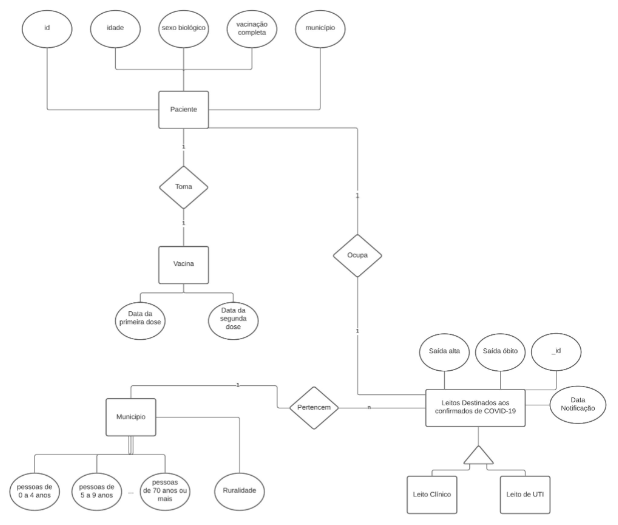 id
idade
sexo biológico
vacinação
completa
município
Paciente
1
1
Toma
1
Vacina
Ocupa
Data da
primeira dose
Data da
segunda
dose
1
Saída alta
Saída óbito
_id
1
Município
Pertencem
n
Leitos Destinados aos
confirmados de COVID-19
Data
Notificação
pessoas de
0 a 4 anos
pessoas de
5 a 9 anos
...
pessoas
de 70 anos ou
mais
Ruralidade
Leito Clínico
Leito de UTI